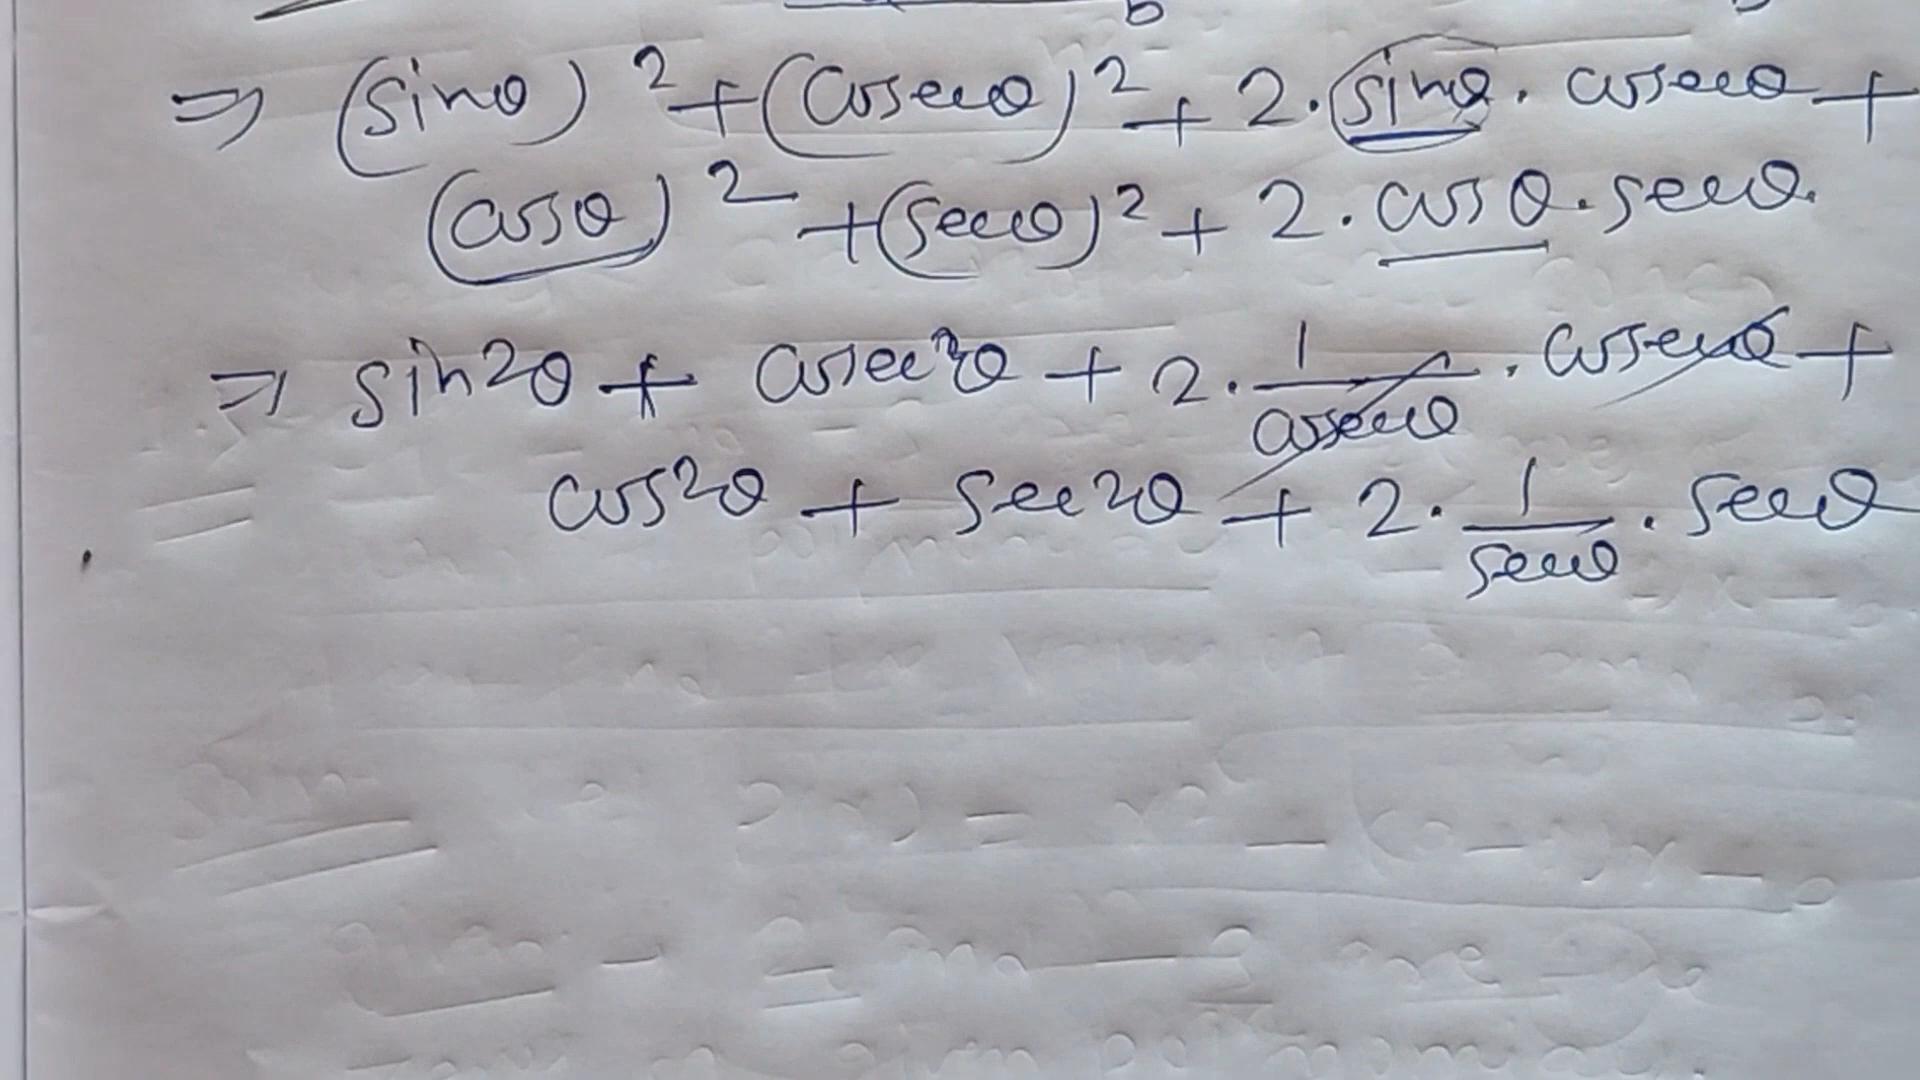 ⇒ (sinθ)² + (cosecθ)² + 2 · sinθ · cosecθ +
(cosθ)² + (secθ)² + 2 · cosθ · secθ.
⇒ sin²θ + cosec²θ + 2 · 1/cosecθ · cosecθ +
cos²θ + sec²θ + 2 · 1/secθ · secθ